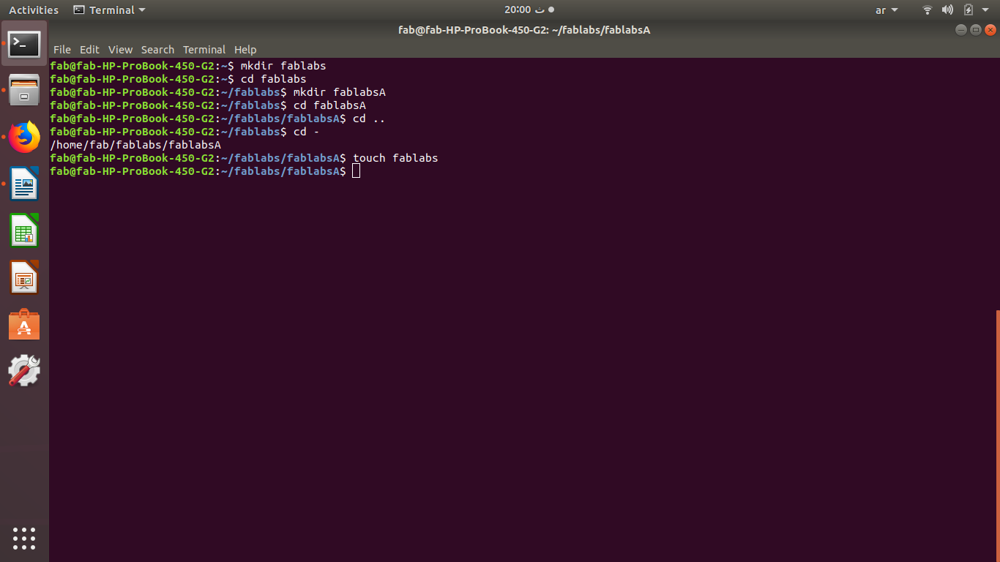 Activities Terminal 20:00 ث ar
fab@fab-HP-ProBook-450-G2: ~/fablabs/fablabsA
File Edit View Search Terminal Help
fab@fab-HP-ProBook-450-G2:~$ mkdir fablabs
fab@fab-HP-ProBook-450-G2:~$ cd fablabs
fab@fab-HP-ProBook-450-G2:~/fablabs$ mkdir fablabsA
fab@fab-HP-ProBook-450-G2:~/fablabs$ cd fablabsA
fab@fab-HP-ProBook-450-G2:~/fablabs/fablabsA$ cd ..
fab@fab-HP-ProBook-450-G2:~/fablabs$ cd -
/home/fab/fablabs/fablabsA
fab@fab-HP-ProBook-450-G2:~/fablabs/fablabsA$ touch fablabs
fab@fab-HP-ProBook-450-G2:~/fablabs/fablabsA$